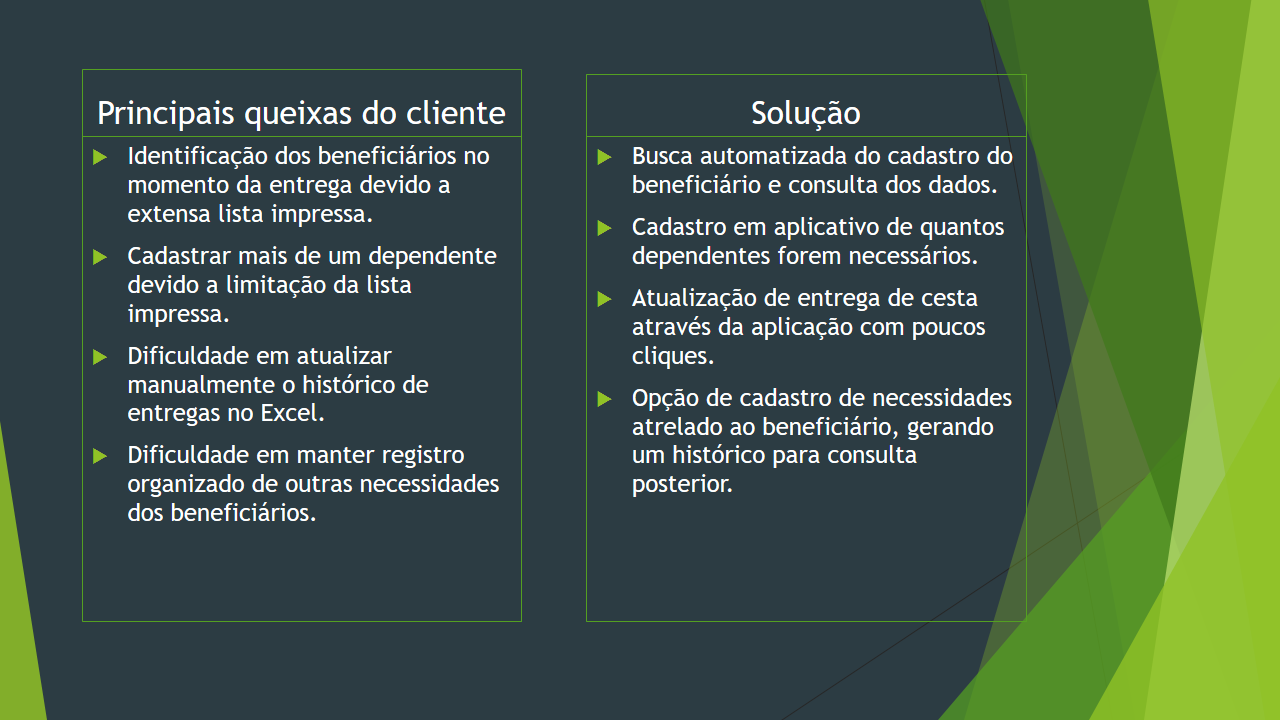 Principais queixas do cliente
Identificação dos beneficiários no
momento da entrega devido a
extensa lista impressa.
Cadastrar mais de um dependente
devido a limitação da lista
impressa.
Dificuldade em atualizar
manualmente o histórico de
entregas no Excel.
Dificuldade em manter registro
organizado de outras necessidades
dos beneficiários.
Solução
Busca automatizada do cadastro do
beneficiário e consulta dos dados.
Cadastro em aplicativo de quantos
dependentes forem necessários.
Atualização de entrega de cesta
através da aplicação com poucos
cliques.
Opção de cadastro de necessidades
atrelado ao beneficiário, gerando
um histórico para consulta
posterior.